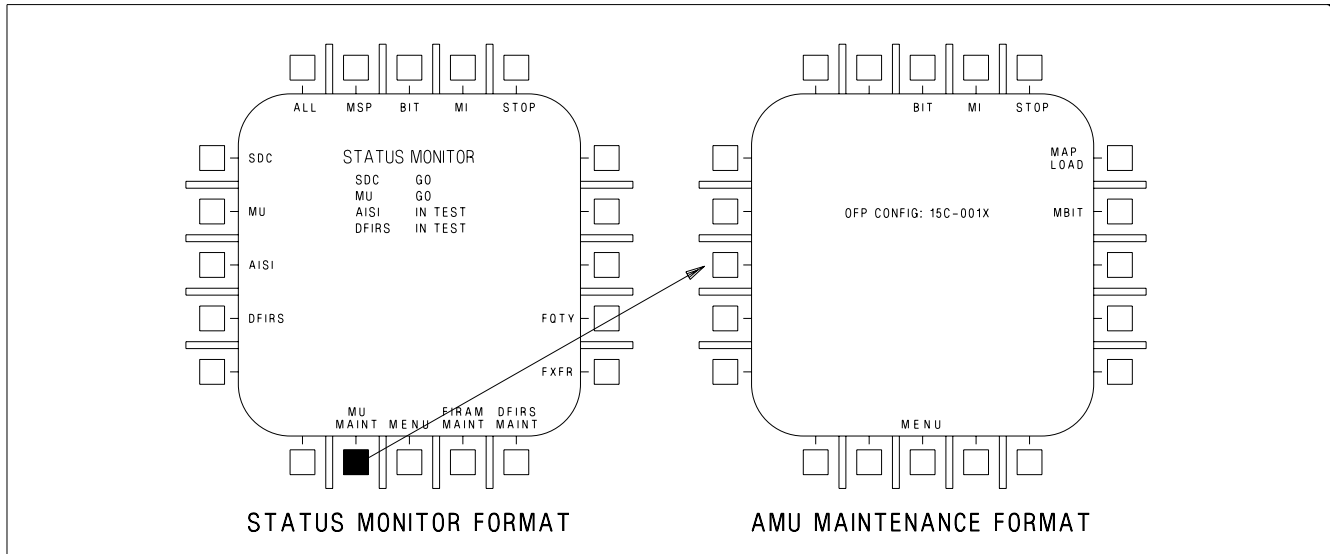 ALL MSP BIT MI STOP
SDC
MU
AISI
DFIRS
STATUS MONITOR
SDC GO
MU GO
AISI IN TEST
DFIRS IN TEST
FQTY
FXFR
MU MAINT
MENU
FIRAM MAINT
DFIRS MAINT
STATUS MONITOR FORMAT
BIT MI STOP
MAP LOAD
OFP CONFIG: 15C-001X
MBIT
MENU
AMU MAINTENANCE FORMAT